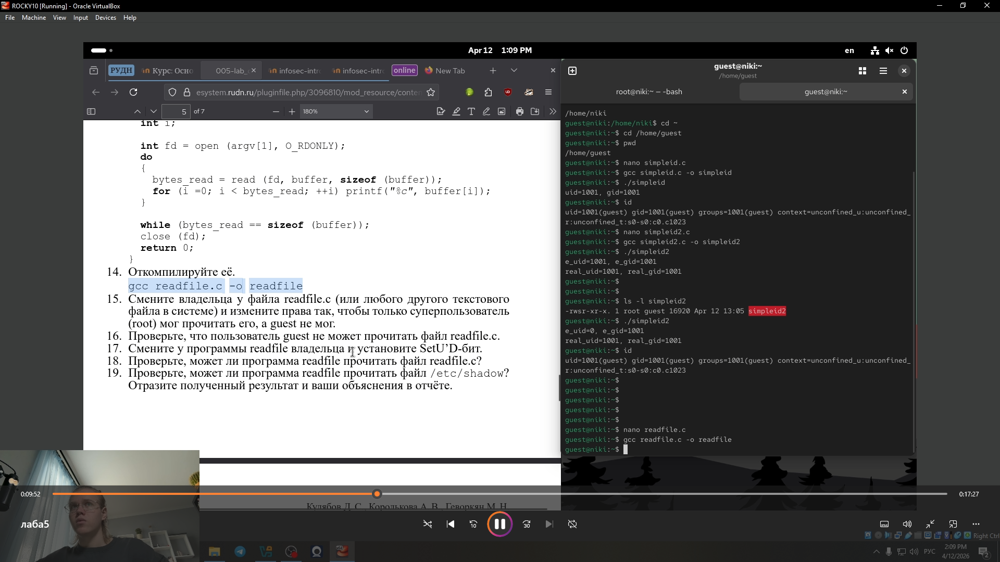 ROCKY10 [Running] - Oracle VirtualBox
File Machine View Input Devices Help
Apr 12 1:09 PM
en
РУДН
Курс: Осно
005-lab_
infosec-intr
infosec-intr
online
New Tab
esystem.rudn.ru/pluginfile.php/3096810/mod_resource/conten
5 of 7
180%
int i;
int fd = open (argv[1], O_RDONLY);
do
{
bytes_read = read (fd, buffer, sizeof (buffer));
for (i =0; i < bytes_read; ++i) printf("%c", buffer[i]);
}
while (bytes_read == sizeof (buffer));
close (fd);
return 0;
}
14. Откомпилируйте её.
gcc readfile.c -o readfile
15. Смените владельца у файла readfile.c (или любого другого текстового
файла в системе) и измените права так, чтобы только суперпользователь
(root) мог прочитать его, a guest не мог.
16. Проверьте, что пользователь guest не может прочитать файл readfile.c.
17. Смените у программы readfile владельца и установите SetU’D-бит.
18. Проверьте, может ли программа readfile прочитать файл readfile.c?
19. Проверьте, может ли программа readfile прочитать файл /etc/shadow?
Отразите полученный результат и ваши объяснения в отчёте.
Кулябов Д. С., Королькова А. В., Геворкян М. Н.
guest@niki:~
/home/guest
root@niki:~ — -bash
guest@niki:~
/home/niki
guest@niki:/home/niki$ cd ~
guest@niki:~$ cd /home/guest
guest@niki:~$ pwd
/home/guest
guest@niki:~$ nano simpleid.c
guest@niki:~$ gcc simpleid.c -o simpleid
guest@niki:~$ ./simpleid
uid=1001, gid=1001
guest@niki:~$ id
uid=1001(guest) gid=1001(guest) groups=1001(guest) context=unconfined_u:unconfined_
r:unconfined_t:s0-s0:c0.c1023
guest@niki:~$ nano simpleid2.c
guest@niki:~$ gcc simpleid2.c -o simpleid2
guest@niki:~$ ./simpleid2
e_uid=1001, e_gid=1001
real_uid=1001, real_gid=1001
guest@niki:~$
guest@niki:~$
guest@niki:~$ ls -l simpleid2
-rwsr-xr-x. 1 root guest 16920 Apr 12 13:05 simpleid2
guest@niki:~$ ./simpleid2
e_uid=0, e_gid=1001
real_uid=1001, real_gid=1001
guest@niki:~$ id
uid=1001(guest) gid=1001(guest) groups=1001(guest) context=unconfined_u:unconfined_
r:unconfined_t:s0-s0:c0.c1023
guest@niki:~$
guest@niki:~$
guest@niki:~$
guest@niki:~$
guest@niki:~$
guest@niki:~$ nano readfile.c
guest@niki:~$ gcc readfile.c -o readfile
guest@niki:~$
0:09:52
0:17:27
лаба5
10
30
Right Ctrl
РУС
2:09 PM
4/12/2026
2